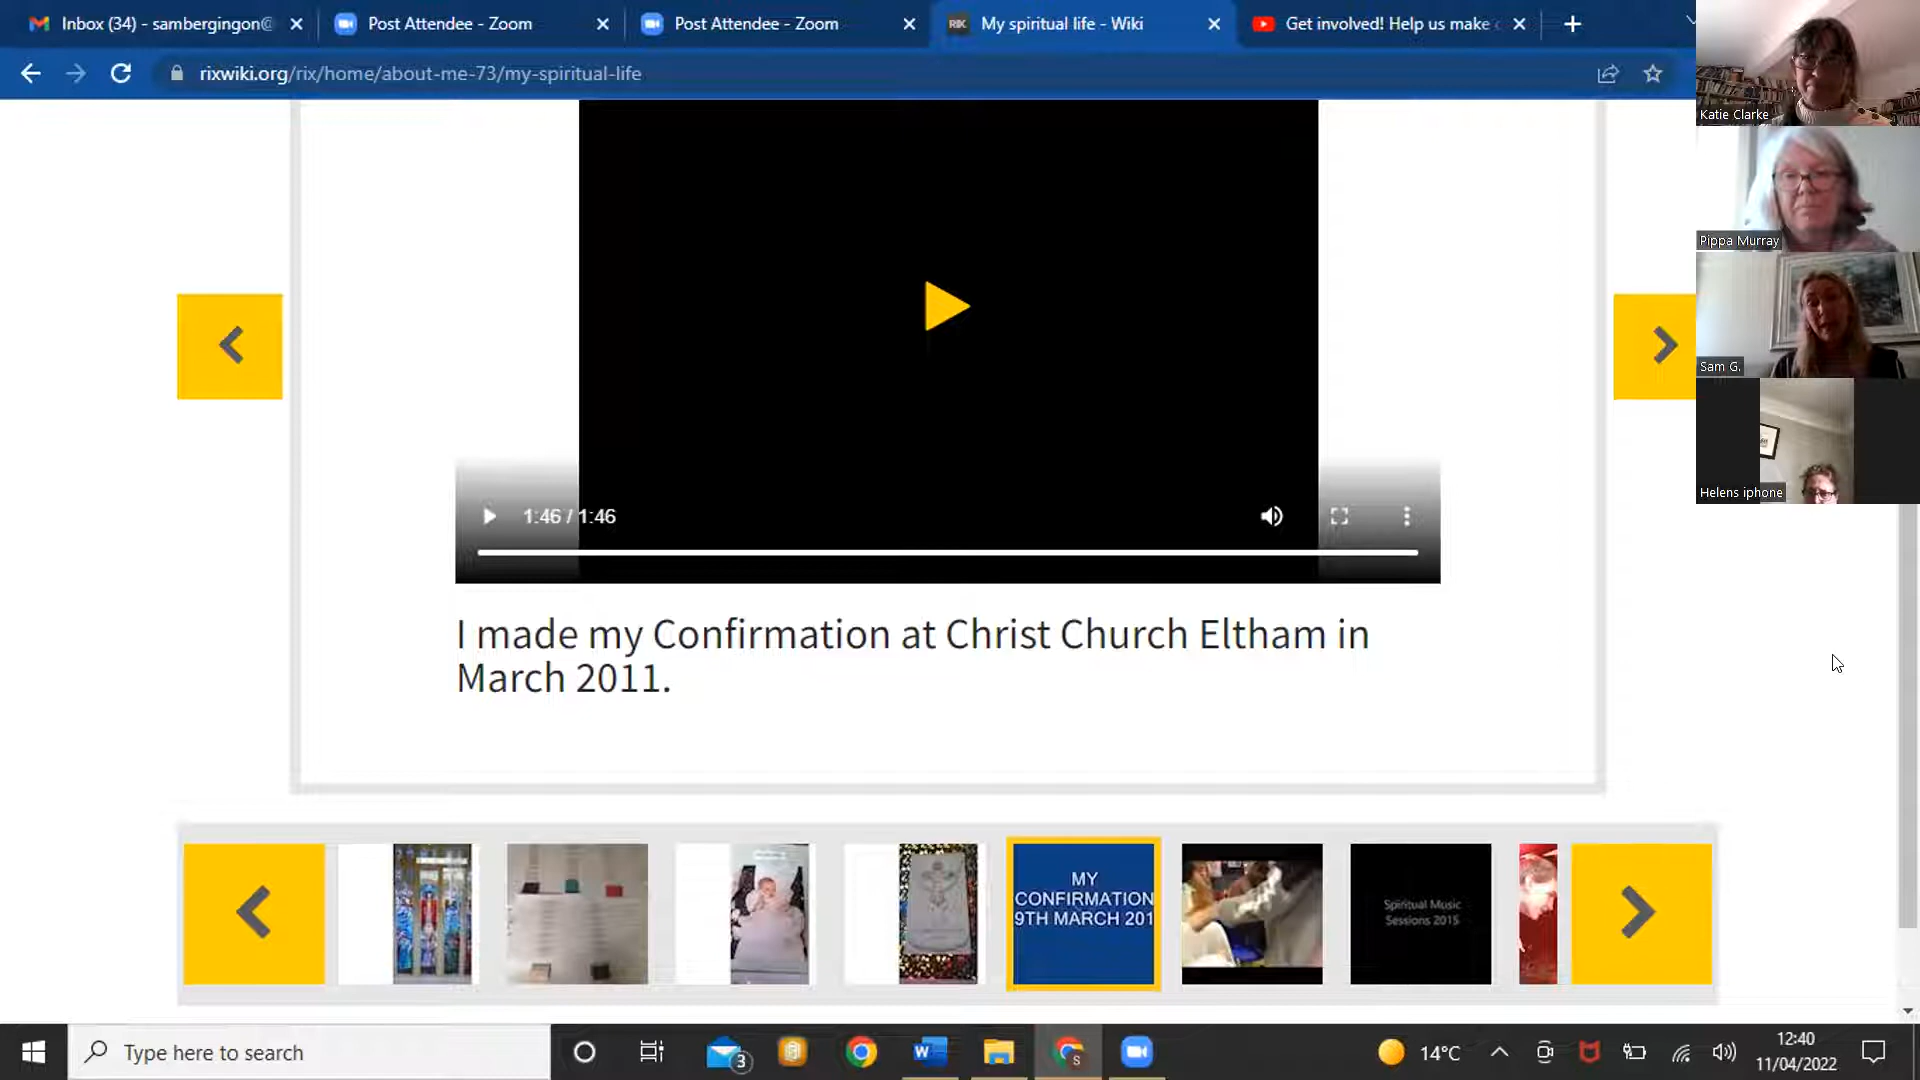 Inbox (34) - sambergingon@
Post Attendee - Zoom
Post Attendee - Zoom
RIX
My spiritual life - Wiki
Get involved! Help us make
rixwiki.org/rix/home/about-me-73/my-spiritual-life
Katie Clarke
Pippa Murray
Sam G.
Helens iphone
1:46 / 1:46
I made my Confirmation at Christ Church Eltham in
March 2011.
MY
CONFIRMATION
9TH MARCH 201
Spiritual Music
Sessions 2015
Type here to search
3
W
S
14°C
12:40
11/04/2022